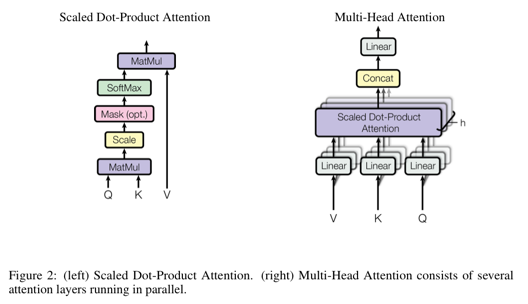 Scaled Dot-Product Attention
MatMul
SoftMax
Mask (opt.)
Scale
MatMul
Q K V
Multi-Head Attention
Linear
Concat
Scaled Dot-Product
Attention
h
Linear Linear Linear
V K Q
Figure 2: (left) Scaled Dot-Product Attention. (right) Multi-Head Attention consists of several
attention layers running in parallel.